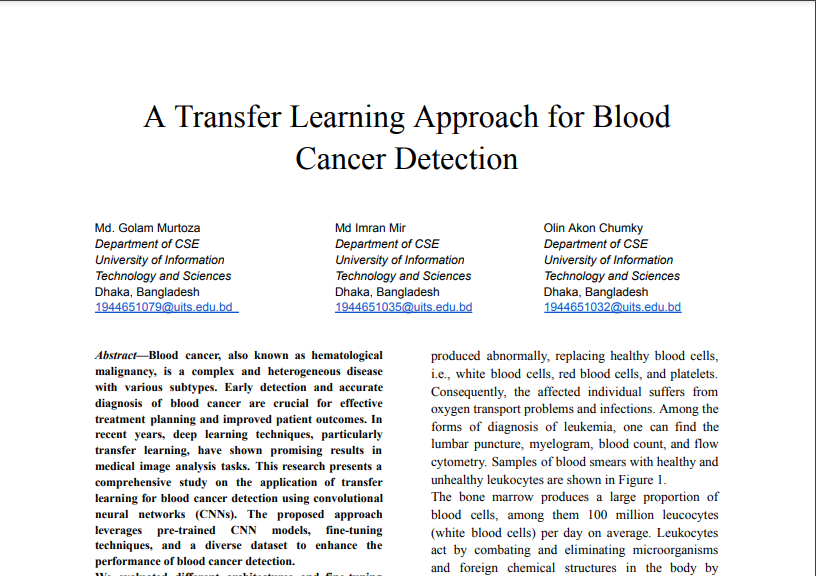 A Transfer Learning Approach for Blood
Cancer Detection
Md. Golam Murtoza
Department of CSE
University of Information
Technology and Sciences
Dhaka, Bangladesh
1944651079@uits.edu.bd
Md Imran Mir
Department of CSE
University of Information
Technology and Sciences
Dhaka, Bangladesh
1944651035@uits.edu.bd
Olin Akon Chumky
Department of CSE
University of Information
Technology and Sciences
Dhaka, Bangladesh
1944651032@uits.edu.bd
Abstract—Blood cancer, also known as hematological
malignancy, is a complex and heterogeneous disease
with various subtypes. Early detection and accurate
diagnosis of blood cancer are crucial for effective
treatment planning and improved patient outcomes. In
recent years, deep learning techniques, particularly
transfer learning, have shown promising results in
medical image analysis tasks. This research presents a
comprehensive study on the application of transfer
learning for blood cancer detection using convolutional
neural networks (CNNs). The proposed approach
leverages pre-trained CNN models, fine-tuning
techniques, and a diverse dataset to enhance the
performance of blood cancer detection.
We evaluated different architectures and fine-tuning
produced abnormally, replacing healthy blood cells,
i.e., white blood cells, red blood cells, and platelets.
Consequently, the affected individual suffers from
oxygen transport problems and infections. Among the
forms of diagnosis of leukemia, one can find the
lumbar puncture, myelogram, blood count, and flow
cytometry. Samples of blood smears with healthy and
unhealthy leukocytes are shown in Figure 1.
The bone marrow produces a large proportion of
blood cells, among them 100 million leucocytes
(white blood cells) per day on average. Leukocytes
act by combating and eliminating microorganisms
and foreign chemical structures in the body by